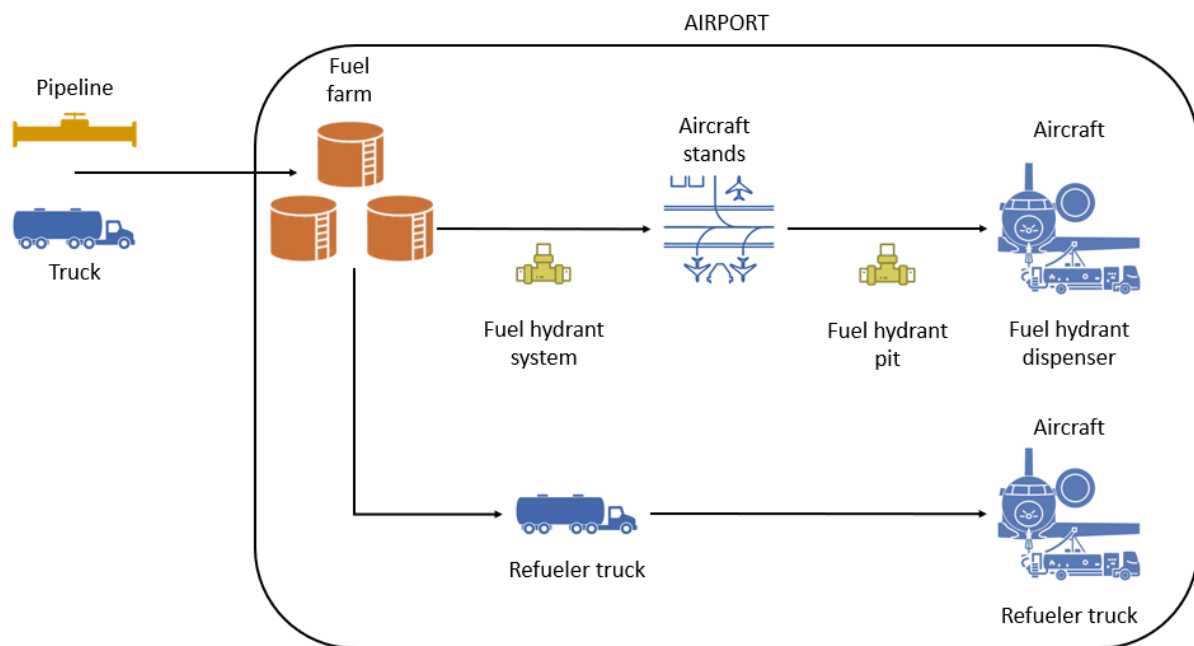 AIRPORT
Pipeline
Truck
Fuel
farm
Fuel hydrant
system
Aircraft
stands
Fuel hydrant
pit
Aircraft
Fuel hydrant
dispenser
Refueler truck
Aircraft
Refueler truck